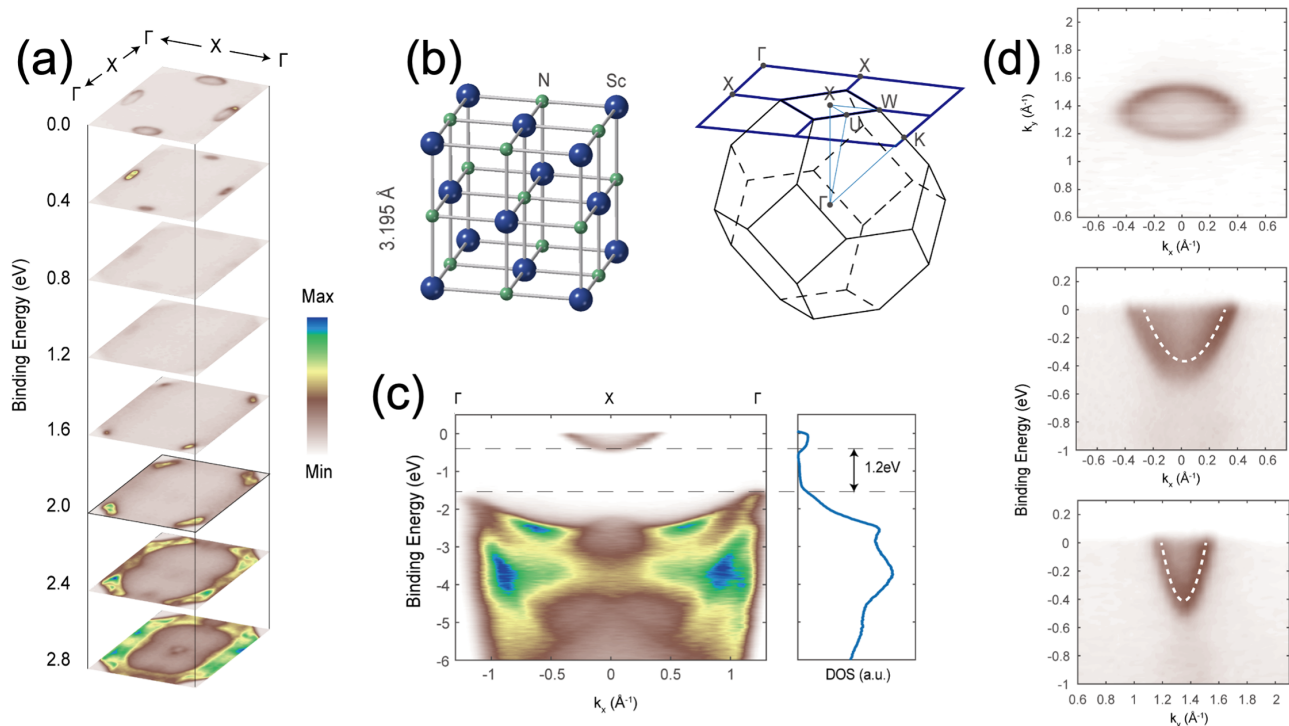 (a)
Γ X Γ
X
Γ
0.0
0.4
0.8
1.2
1.6
2.0
2.4
2.8
Binding Energy (eV)
Max
Min
(b)
N Sc
3.195 Å
Γ
X X
X W
U
K
Γ
(c)
Γ X Γ
0
-1
-2
-3
-4
-5
-6
Binding Energy (eV)
-1 -0.5 0 0.5 1
kx (Å-1)
1.2eV
DOS (a.u.)
(d)
2
1.8
1.6
1.4
1.2
1
0.8
0.6
ky (Å-1)
-0.6 -0.4 -0.2 0 0.2 0.4 0.6
kx (Å-1)
0.2
0
-0.2
-0.4
-0.6
-0.8
-1
-0.6 -0.4 -0.2 0 0.2 0.4 0.6
kx (Å-1)
Binding Energy (eV)
0.2
0
-0.2
-0.4
-0.6
-0.8
-1
0.6 0.8 1 1.2 1.4 1.6 1.8 2
ky (Å-1)